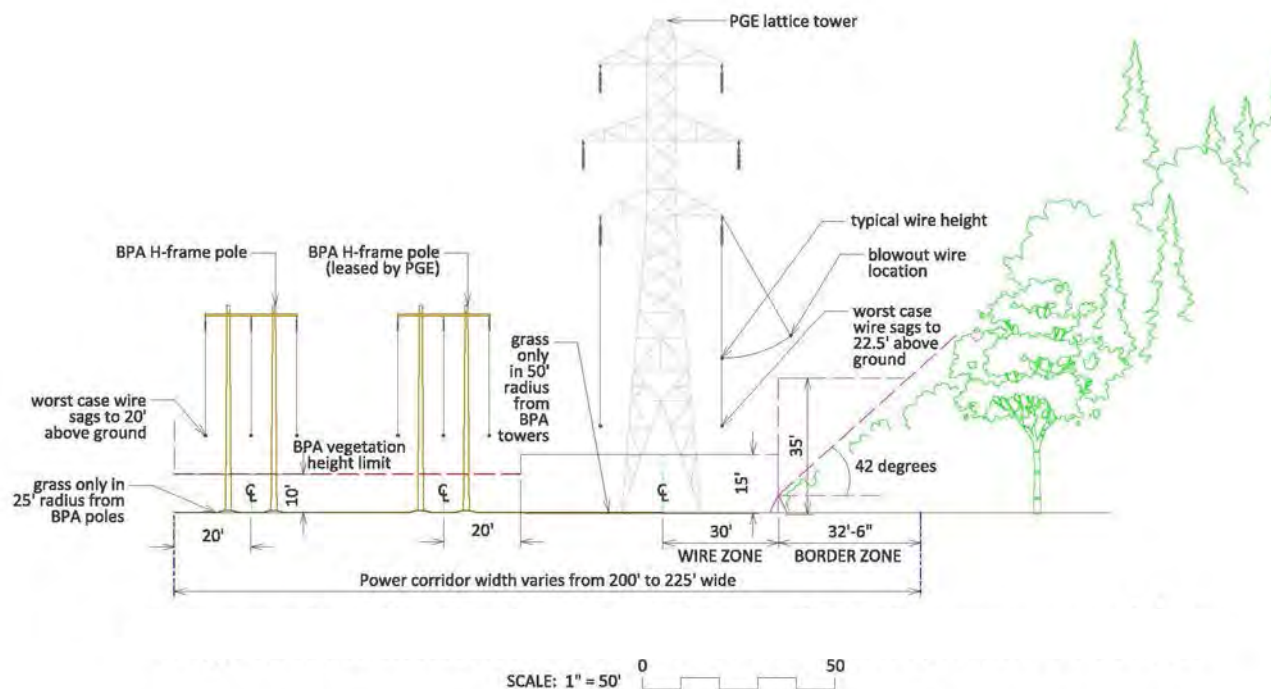 PGE lattice tower
BPA H-frame pole
BPA H-frame pole
(leased by PGE)
typical wire height
blowout wire
location
worst case
wire sags to
22.5' above
ground
grass
only
in 50'
radius
from
BPA
towers
worst case wire
sags to 20'
above ground
BPA vegetation
height limit
grass only in
25' radius from
BPA poles
℄
10'
℄
℄
15'
35'
42 degrees
20'
20'
30'
32'-6"
WIRE ZONE
BORDER ZONE
Power corridor width varies from 200' to 225' wide
0
50
SCALE: 1" = 50'